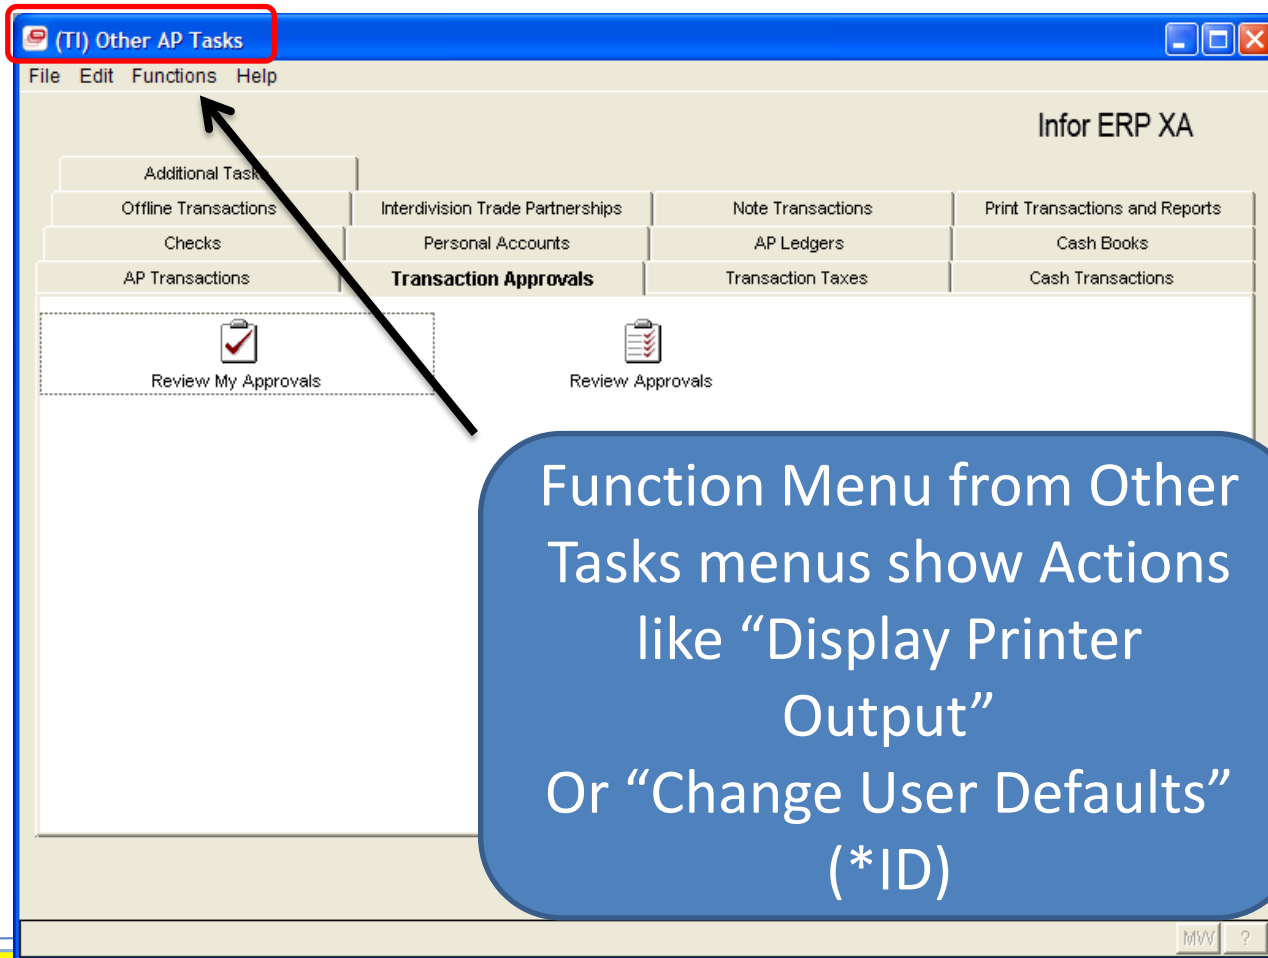 (TI) Other AP Tasks
File Edit Functions Help
Infor ERP XA
Additional Tasks
Offline Transactions Interdivision Trade Partnerships Note Transactions Print Transactions and Reports
Checks Personal Accounts AP Ledgers Cash Books
AP Transactions Transaction Approvals Transaction Taxes Cash Transactions
Review My Approvals Review Approvals
Function Menu from Other
Tasks menus show Actions
like “Display Printer
Output”
Or “Change User Defaults”
(*ID)
MW ?